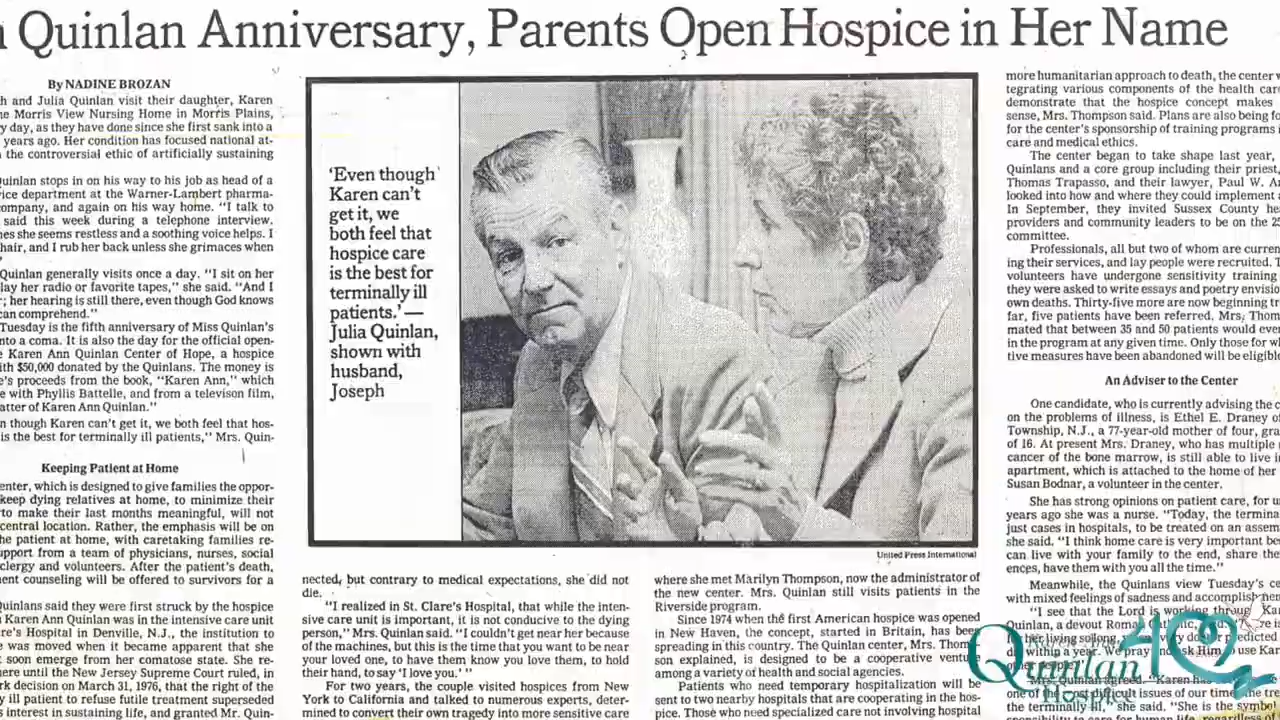 Quinlan Anniversary, Parents Open Hospice in Her Name
By NADINE BROZAN
h and Julia Quinlan visit their daughter, Karen
e Morris View Nursing Home in Morris Plains,
y day, as they have done since she first sank into a
years ago. Her condition has focused national at-
the controversial ethic of artificially sustaining
uinlan stops in on his way to his job as head of a
ice department at the Warner-Lambert pharma-
ompany, and again on his way home. "I talk to
said this week during a telephone interview.
es she seems restless and a soothing voice helps. I
hair, and I rub her back unless she grimaces when
Quinlan generally visits once a day. "I sit on her
lay her radio or favorite tapes," she said. "And I
; her hearing is still there, even though God knows
can comprehend."
Tuesday is the fifth anniversary of Miss Quinlan's
nto a coma. It is also the day for the official open-
e Karen Ann Quinlan Center of Hope, a hospice
ith $50,000 donated by the Quinlans. The money is
e's proceeds from the book, "Karen Ann," which
e with Phyllis Battelle, and from a televison film,
atter of Karen Ann Quinlan."
n though Karen can't get it, we both feel that hos-
is the best for terminally ill patients," Mrs. Quin-
Keeping Patient at Home
enter, which is designed to give families the oppor-
keep dying relatives at home, to minimize their
to make their last months meaningful, will not
central location. Rather, the emphasis will be on
he patient at home, with caretaking families re-
upport from a team of physicians, nurses, social
clergy and volunteers. After the patient's death,
ent counseling will be offered to survivors for a
uinlans said they were first struck by the hospice
Karen Ann Quinlan was in the intensive care unit
re's Hospital in Denville, N.J., the institution to
was moved when it became apparent that she
soon emerge from her comatose state. She re-
here until the New Jersey Supreme Court ruled, in
rk decision on March 31, 1976, that the right of the
y ill patient to refuse futile treatment superseded
s interest in sustaining life, and granted Mr. Quin-
'Even though
Karen can't
get it, we
both feel that
hospice care
is the best for
terminally ill
patients.'—
Julia Quinlan,
shown with
husband,
Joseph
United Press International
nected, but contrary to medical expectations, she did not
die.
"I realized in St. Clare's Hospital, that while the inten-
sive care unit is important, it is not conducive to the dying
person," Mrs. Quinlan said. "I couldn't get near her because
of the machines, but this is the time that you want to be near
your loved one, to have them know you love them, to hold
their hand, to say 'I love you.' "
For two years, the couple visited hospices from New
York to California and talked to numerous experts, deter-
mined to convert their own tragedy into more sensitive care
where she met Marilyn Thompson, now the administrator of
the new center. Mrs. Quinlan still visits patients in the
Riverside program.
Since 1974 when the first American hospice was opened
in New Haven, the concept, started in Britain, has been
spreading in this country. The Quinlan center, Mrs. Thomp-
son explained, is designed to be a cooperative venture
among a variety of health and social agencies.
Patients who need temporary hospitalization will be
sent to two nearby hospitals that are cooperating in the hos-
pice. Those who need specialized care not involving hospital
more humanitarian approach to death, the center
tegrating various components of the health car
demonstrate that the hospice concept makes
sense, Mrs. Thompson said. Plans are also being fo
for the center's sponsorship of training programs
care and medical ethics.
The center began to take shape last year,
Quinlans and a core group including their priest,
Thomas Trapasso, and their lawyer, Paul W. A
looked into how and where they could implement
In September, they invited Sussex County he
providers and community leaders to be on the 25
committee.
Professionals, all but two of whom are curren
ing their services, and lay people were recruited. T
volunteers have undergone sensitivity training
they were asked to write essays and poetry envisio
own deaths. Thirty-five more are now beginning t
far, five patients have been referred. Mrs. Thom
mated that between 35 and 50 patients would even
in the program at any given time. Only those for wh
tive measures have been abandoned will be eligible
An Adviser to the Center
One candidate, who is currently advising the c
on the problems of illness, is Ethel E. Draney of
Township, N.J., a 77-year-old mother of four, gra
of 16. At present Mrs. Draney, who has multiple
cancer of the bone marrow, is still able to live i
apartment, which is attached to the home of her
Susan Bodnar, a volunteer in the center.
She has strong opinions on patient care, for u
years ago she was a nurse. "Today, the termina
just cases in hospitals, to be treated on an assem
she said. "I think home care is very important be
can live with your family to the end, share the
ences, have them with you all the time."
Meanwhile, the Quinlans view Tuesday's ce
with mixed feelings of sadness and accomplishmen
"I see that the Lord is working through Kar
Quinlan, a devout Roman
for her living so long, every doctor predicted
within a year. We pray and ask Him to use Kar
other people."
Mrs. Quinlan agreed. "Karen has
one of the most difficult issues of our time, the tre
the terminally ill," she said. "She is the symbol
Quinlan